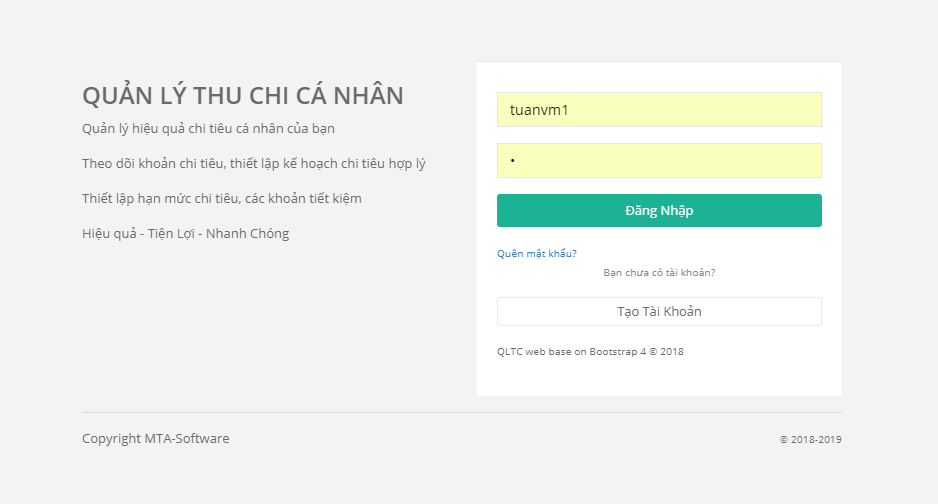 QUẢN LÝ THU CHI CÁ NHÂN
Quản lý hiệu quả chi tiêu cá nhân của bạn
Theo dõi khoản chi tiêu, thiết lập kế hoạch chi tiêu hợp lý
Thiết lập hạn mức chi tiêu, các khoản tiết kiệm
Hiệu quả - Tiện Lợi - Nhanh Chóng
tuanvm1
•
Đăng Nhập
Quên mật khẩu?
Bạn chưa có tài khoản?
Tạo Tài Khoản
QLTC web base on Bootstrap 4 © 2018
Copyright MTA-Software
© 2018-2019